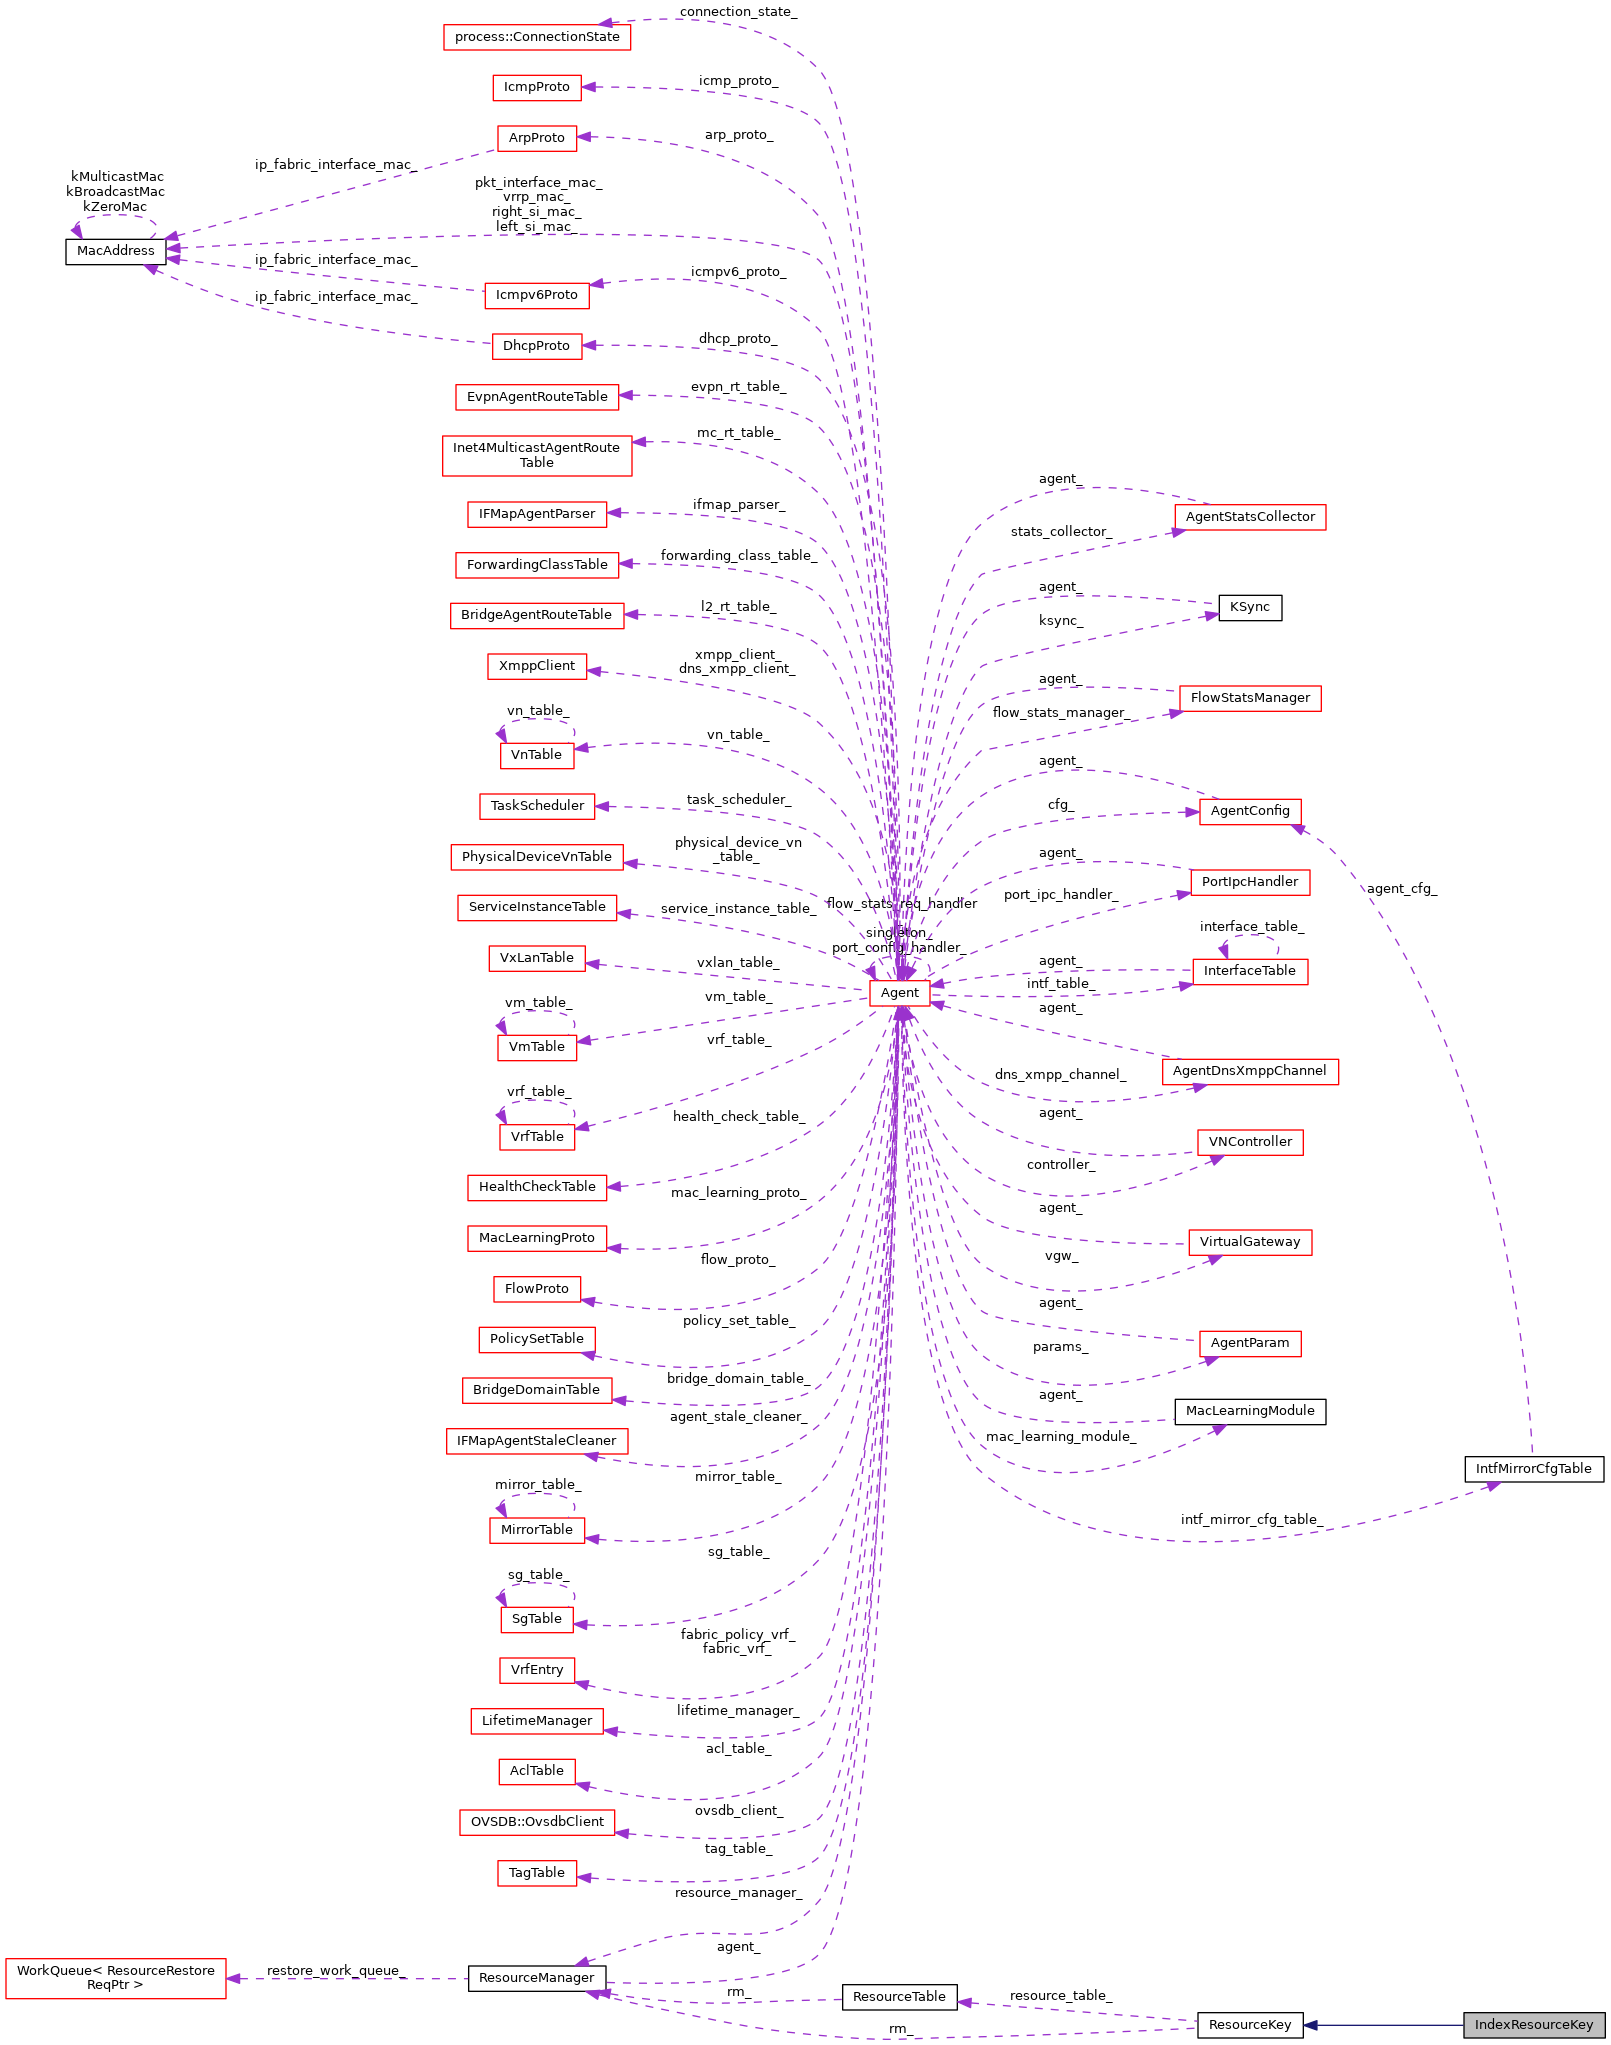 connection_state_
process::ConnectionState
icmp_proto_
IcmpProto
arp_proto_
ArpProto
ip_fabric_interface_mac_
kMulticastMac
kBroadcastMac
kZeroMac
pkt_interface_mac_
vrrp_mac_
right_si_mac_
left_si_mac_
MacAddress
ip_fabric_interface_mac_
icmpv6_proto_
Icmpv6Proto
ip_fabric_interface_mac_
dhcp_proto_
DhcpProto
evpn_rt_table_
EvpnAgentRouteTable
mc_rt_table_
Inet4MulticastAgentRoute
Table
ifmap_parser_
IFMapAgentParser
forwarding_class_table_
ForwardingClassTable
l2_rt_table_
BridgeAgentRouteTable
xmpp_client_
dns_xmpp_client_
XmppClient
vn_table_
vn_table_
VnTable
task_scheduler_
TaskScheduler
physical_device_vn
_table_
PhysicalDeviceVnTable
service_instance_table_
ServiceInstanceTable
vxlan_table_
VxLanTable
vm_table_
vm_table_
VmTable
vrf_table_
vrf_table_
VrfTable
health_check_table_
HealthCheckTable
mac_learning_proto_
MacLearningProto
flow_proto_
FlowProto
policy_set_table_
PolicySetTable
bridge_domain_table_
BridgeDomainTable
agent_stale_cleaner_
IFMapAgentStaleCleaner
mirror_table_
mirror_table_
MirrorTable
sg_table_
sg_table_
SgTable
fabric_policy_vrf_
fabric_vrf_
VrfEntry
lifetime_manager_
LifetimeManager
acl_table_
AclTable
ovsdb_client_
OVSDB::OvsdbClient
tag_table_
TagTable
resource_manager_
agent_
WorkQueue< ResourceRestore
ReqPtr >
restore_work_queue_
ResourceManager
rm_
rm_
flow_stats_req_handler
singleton_
port_config_handler_
Agent
agent_
AgentStatsCollector
stats_collector_
agent_
KSync
ksync_
agent_
FlowStatsManager
flow_stats_manager_
agent_
AgentConfig
cfg_
agent_
PortIpcHandler
port_ipc_handler_
agent_cfg_
interface_table_
agent_
InterfaceTable
intf_table_
agent_
AgentDnsXmppChannel
dns_xmpp_channel_
agent_
VNController
controller_
agent_
VirtualGateway
vgw_
agent_
AgentParam
params_
agent_
MacLearningModule
mac_learning_module_
IntfMirrorCfgTable
intf_mirror_cfg_table_
ResourceTable
resource_table_
ResourceKey
IndexResourceKey